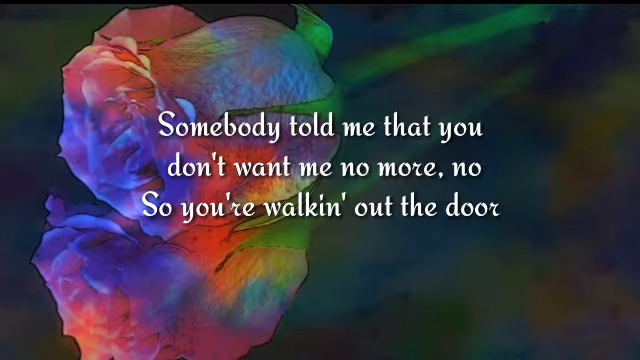 Somebody told me that you
don't want me no more, no
So you're walkin' out the door